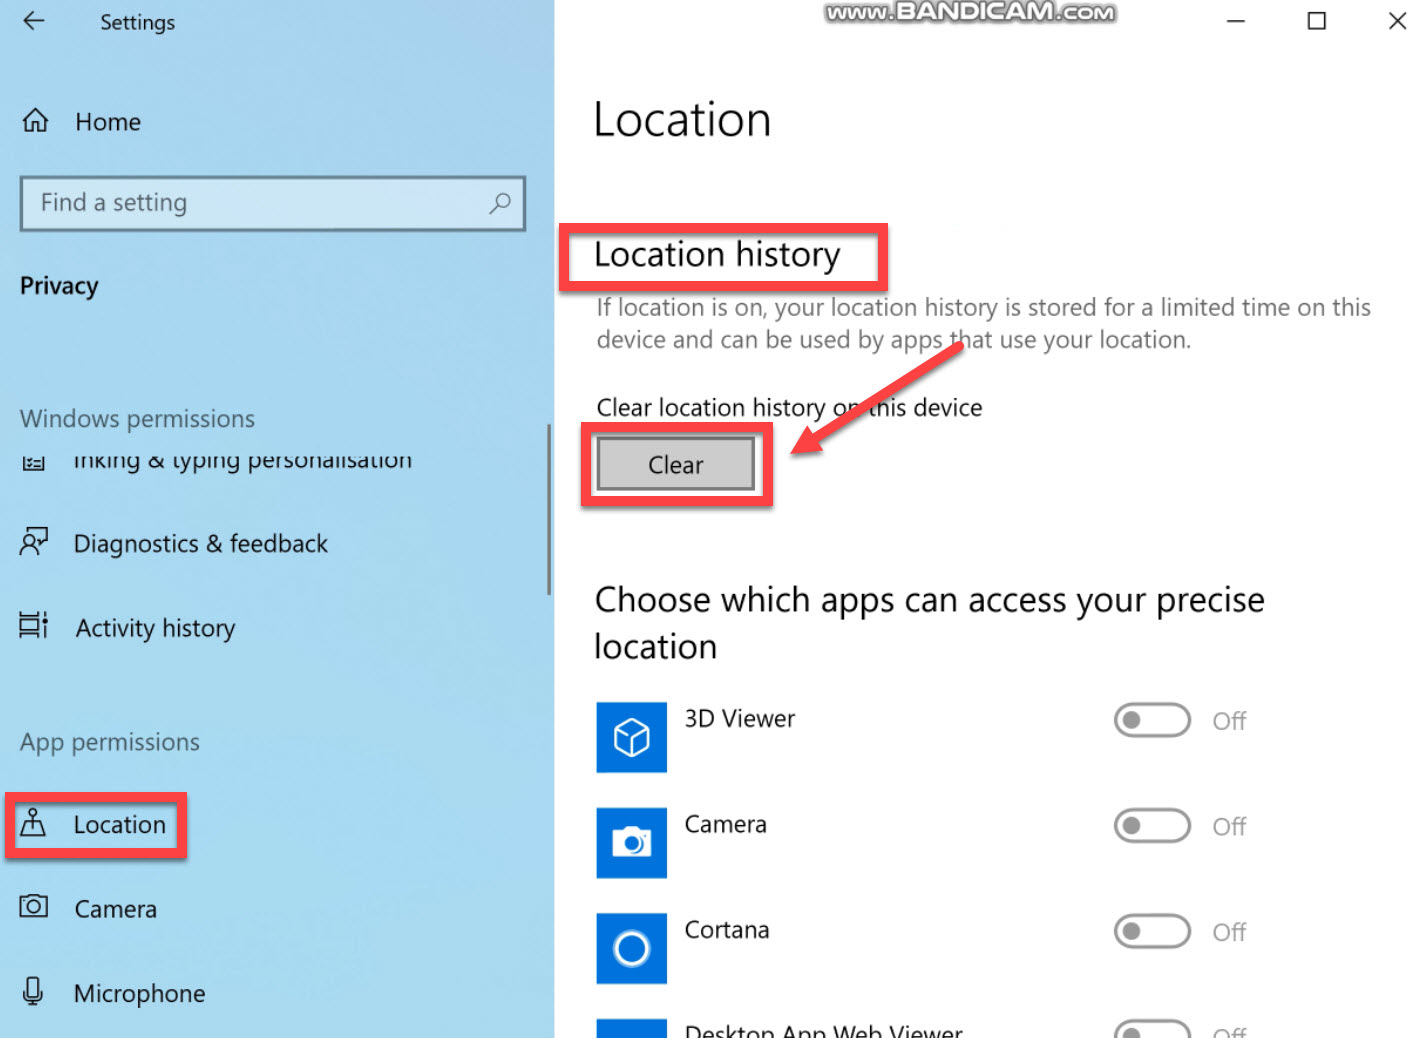 Settings
www.BANDICAM.com
Home
Find a setting
Privacy
Windows permissions
Inking & typing personalisation
Diagnostics & feedback
Activity history
App permissions
Location
Camera
Microphone
Location
Location history
If location is on, your location history is stored for a limited time on this
device and can be used by apps that use your location.
Clear location history on this device
Clear
Choose which apps can access your precise
location
3D Viewer
Off
Camera
Off
Cortana
Off
Desktop App Web Viewer
Off